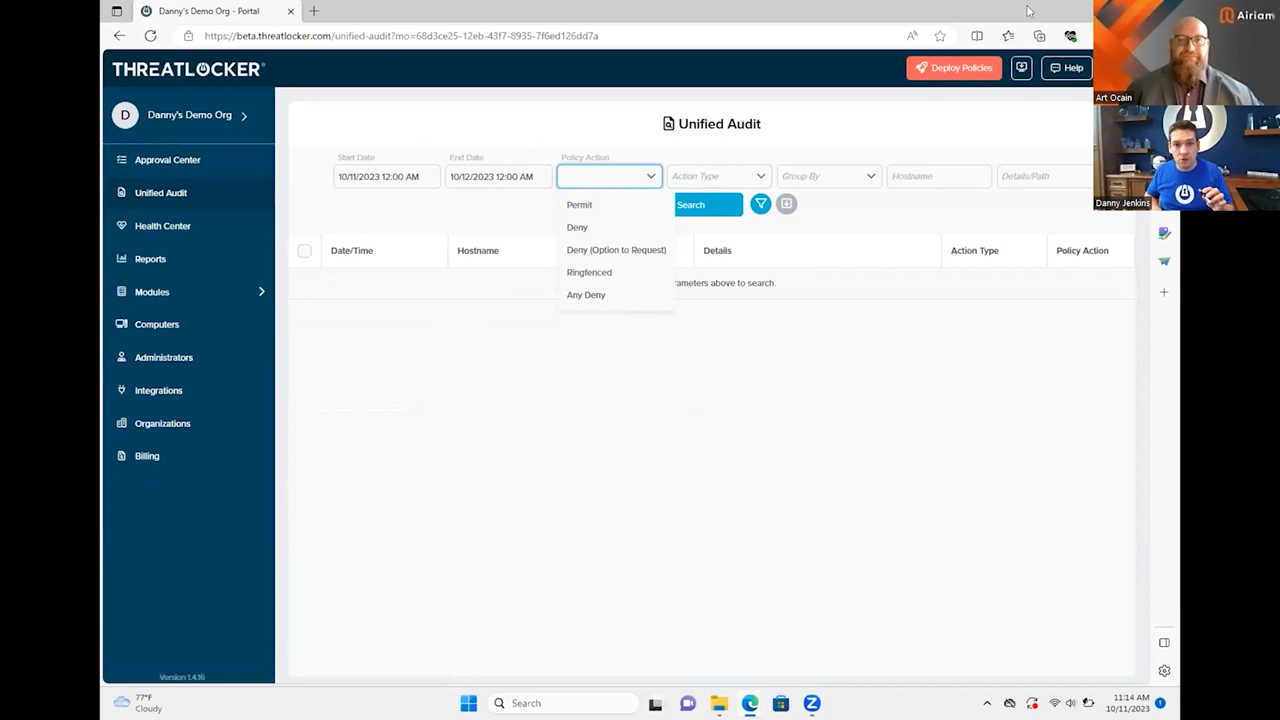 Danny's Demo Org - Portal
https://beta.threatlocker.com/unified-audit?mo=68d3ce25-12eb-43f7-8935-7f6ed126dd7a
Airiam
Art Ocain
Danny Jenkins
THREATLOCKER
Deploy Policies
Help
D
Danny's Demo Org
Approval Center
Unified Audit
Health Center
Reports
Modules
Computers
Administrators
Integrations
Organizations
Billing
Version 1.4.16
Unified Audit
Start Date End Date Policy Action
10/11/2023 12:00 AM 10/12/2023 12:00 AM Action Type Group By Hostname Details/Path
Permit
Deny
Deny (Option to Request)
Ringfenced
Any Deny
Search
Date/Time Hostname Details Action Type Policy Action
rameters above to search.
77°F
Cloudy
Search
11:14 AM
10/11/2023
1